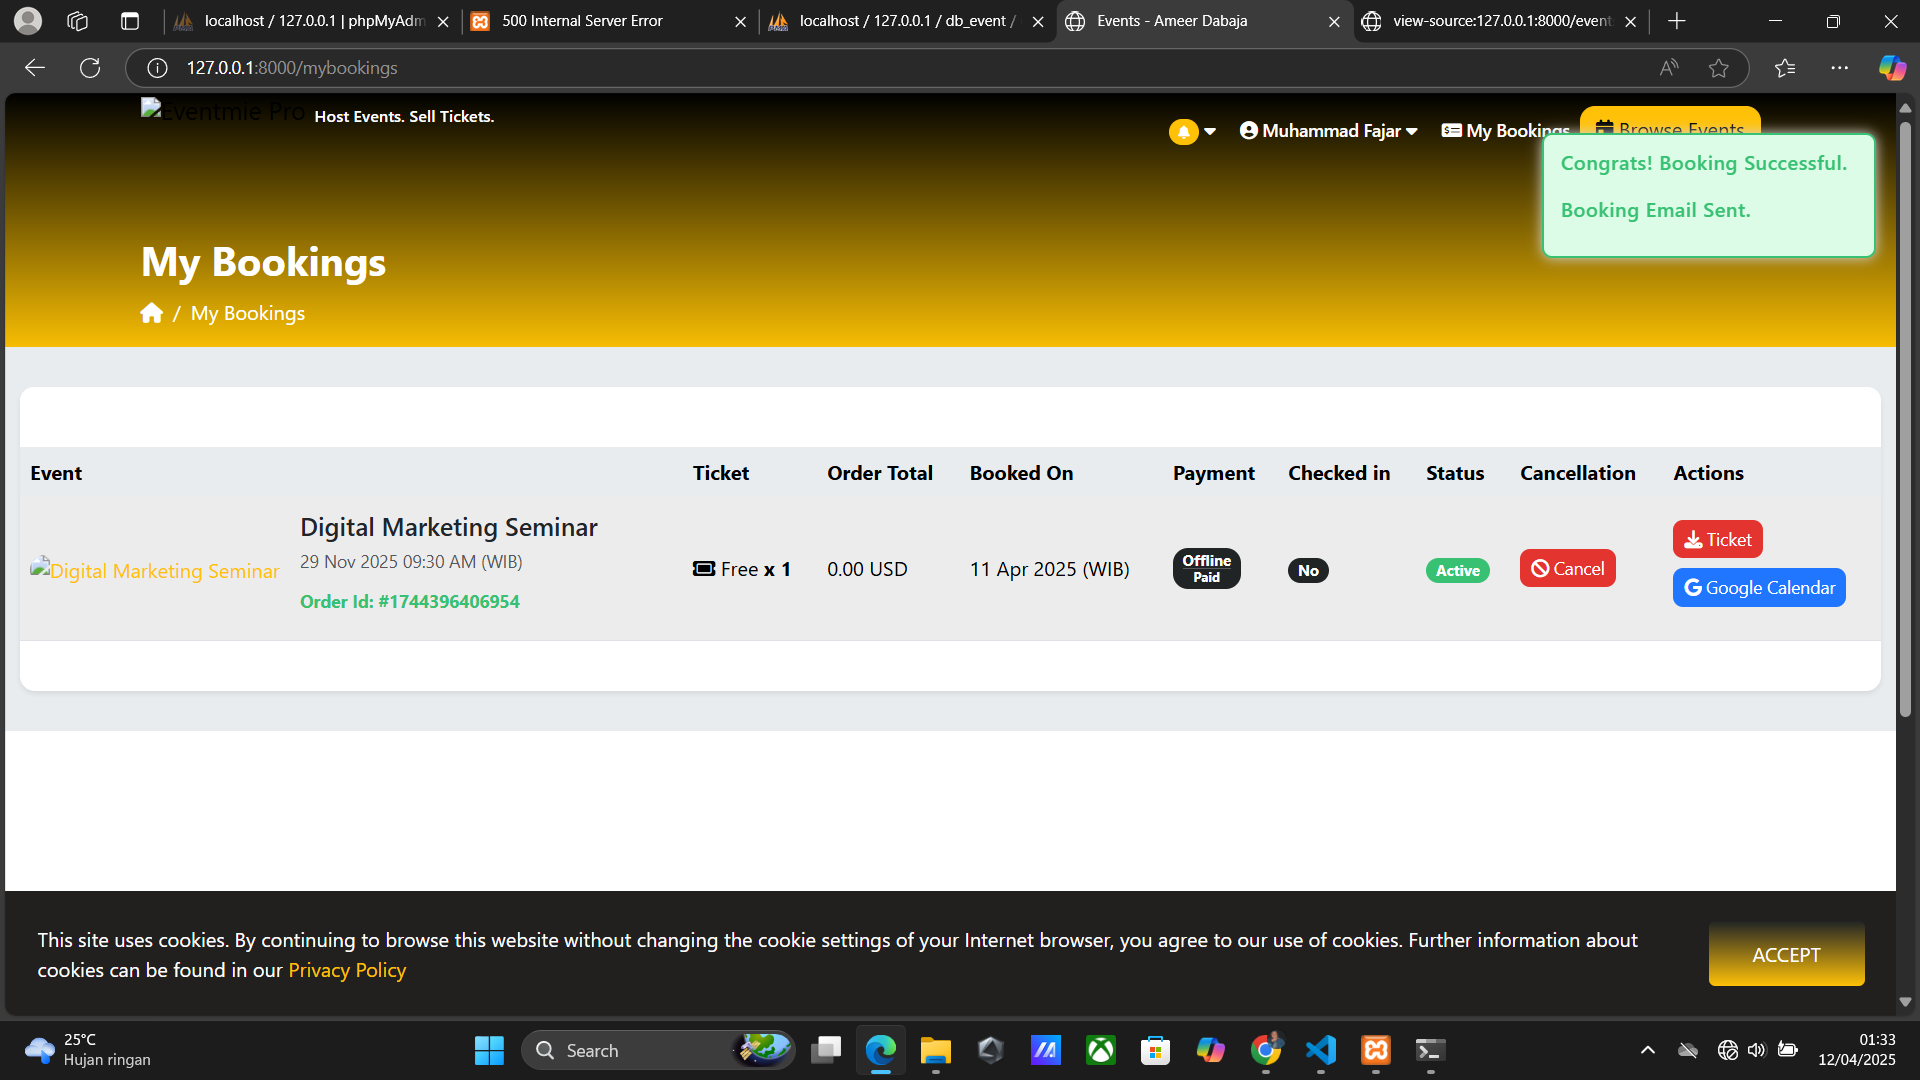 localhost / 127.0.0.1 | phpMyAdm
500 Internal Server Error
localhost / 127.0.0.1 / db_event /
Events - Ameer Dabaja
view-source:127.0.0.1:8000/event
127.0.0.1:8000/mybookings
Eventmie Pro
Host Events. Sell Tickets.
Muhammad Fajar
My Bookings
Browse Events
Congrats! Booking Successful.
Booking Email Sent.
My Bookings
/ My Bookings
Event Ticket Order Total Booked On Payment Checked in Status Cancellation Actions
Digital Marketing Seminar
Digital Marketing Seminar
29 Nov 2025 09:30 AM (WIB)
Order Id: #1744396406954
Free x 1
0.00 USD
11 Apr 2025 (WIB)
Offline
Paid
No
Active
Cancel
Ticket
Google Calendar
This site uses cookies. By continuing to browse this website without changing the cookie settings of your Internet browser, you agree to our use of cookies. Further information about
cookies can be found in our Privacy Policy
ACCEPT
25°C
Hujan ringan
Search
01:33
12/04/2025